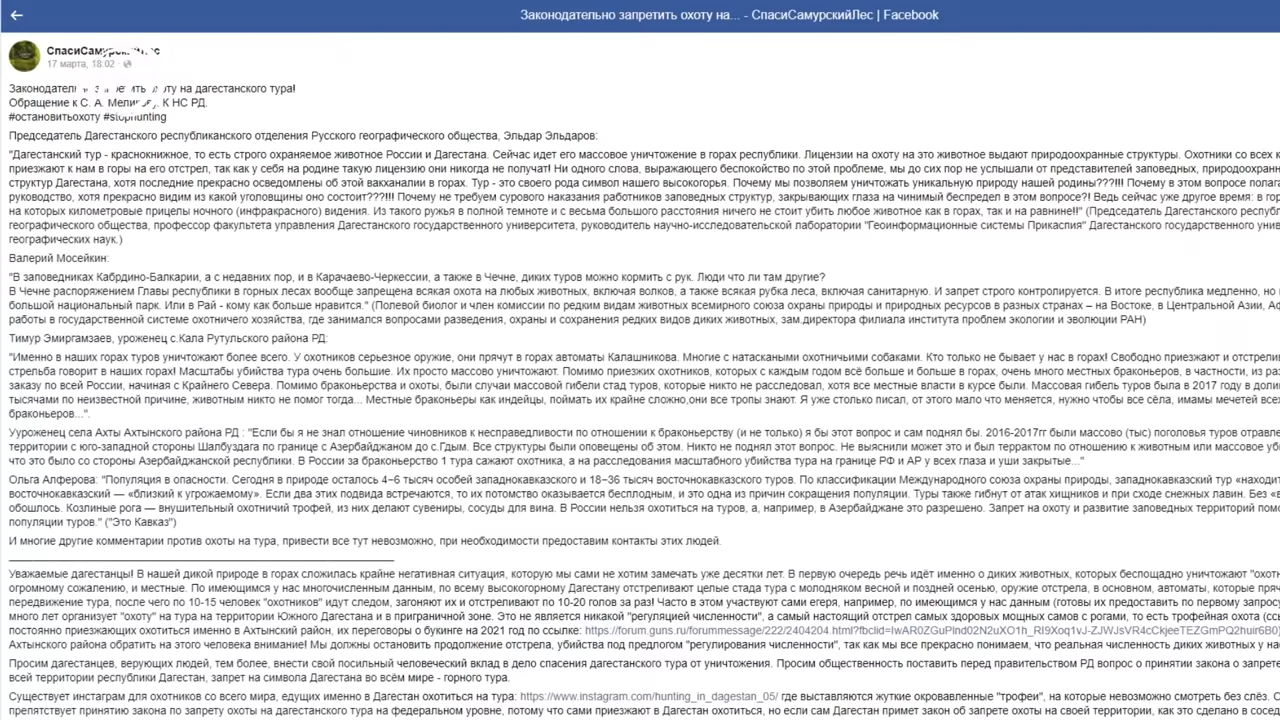 Законодательно запретить охоту на... - СпасиСамурскийЛес | Facebook
17 марта, 18:02 ·
на дагестанского тура!
Обращение к С. А. К НС РД.
#остановитьохоту #stophunting
Председатель Дагестанского республиканского отделения Русского географического общества, Эльдар Эльдаров:
"Дагестанский тур - краснокнижное, то есть строго охраняемое животное России и Дагестана. Сейчас идет его массовое уничтожение в горах республики. Лицензии на охоту на это животное выдают природоохранные структуры. Охотники со всех
приезжают к нам в горы на его отстрел, так как у себя на родине такую лицензию они никогда не получат! Ни одного слова, выражающего беспокойство по этой проблеме, мы до сих пор не услышали от представителей заповедных,
структур Дагестана, хотя последние прекрасно осведомлены об этой вакханалии в горах. Тур - это своего рода символ нашего высокогорья. Почему мы позволяем уничтожать уникальную природу нашей родины???!!! Почему в этом вопросе
руководство, хотя прекрасно видим из какой уголовщины оно состоит???!!! Почему не требуем сурового наказания работников заповедных структур, закрывающих глаза на чинимый беспредел в этом вопросе?! Ведь сейчас уже другое время: в
на которых километровые прицелы ночного (инфракрасного) видения. Из такого ружья в полной темноте и с весьма большого расстояния ничего не стоит убить любое животное как в горах, так и на равнине!!" (Председатель Дагестанского
географического общества, профессор факультета управления Дагестанского государственного университета, руководитель научно-исследовательской лаборатории "Геоинформационные системы Прикаспия" Дагестанского государственного
географических наук.)
Валерий Мосейкин:
"В заповедниках Кабрдино-Балкарии, а с недавних пор, и в Карачаево-Черкессии, а также в Чечне, диких туров можно кормить с рук. Люди что ли там другие?
В Чечне распоряжением Главы республики в горных лесах вообще запрещена всякая охота на любых животных, включая волков, а также всякая рубка леса, включая санитарную. И запрет строго контролируется. В итоге республика медленно, но
большой национальный парк. Или в Рай - кому как больше нравится." (Полевой биолог и член комиссии по редким видам животных всемирного союза охраны природы и природных ресурсов в разных странах – на Востоке, в Центральной Азии,
работы в государственной системе охотничего хозяйства, где занимался вопросами разведения, охраны и сохранения редких видов диких животных, зам.директора филиала института проблем экологии и эволюции РАН)
Тимур Эмиргамзаев, уроженец с.Кала Рутульского района РД:
"Именно в наших горах туров уничтожают более всего. У охотников серьезное оружие, они прячут в горах автоматы Калашникова. Многие с натаскаными охотничьими собаками. Кто только не бывает у нас в горах! Свободно приезжают и
стрельба говорит в наших горах! Масштабы убийства тура очень большие. Их просто массово уничтожают. Помимо приезжих охотников, которых с каждым годом всё больше и больше в горах, очень много местных браконьеров, в частности, из
заказу по всей России, начиная с Крайнего Севера. Помимо браконьерства и охоты, были случаи массовой гибели стад туров, которые никто не расследовал, хотя все местные власти в курсе были. Массовая гибель туров была в 2017 году в
тысячами по неизвестной причине, животным никто не помог тогда... Местные браконьеры как индейцы, поймать их крайне сложно,они все тропы знают. Я уже столько писал, от этого мало что меняется, нужно чтобы все сёла, имамы мечетей
браконьеров...".
Ууроженец села Ахты Ахтынского района РД : "Если бы я не знал отношение чиновников к несправедливости по отношению к браконьерству (и не только) я бы этот вопрос и сам поднял бы. 2016-2017гг были массово (тыс) поголовья туров
территории с юго-западной стороны Шалбуздага по границе с Азербайджаном до с.Гдым. Все структуры были оповещены об этом. Никто не поднял этот вопрос. Не выяснили может это и был террактом по отношению к животным или массовое
что это было со стороны Азербайджанской республики. В России за браконьерство 1 тура сажают охотника, а на расследования масштабного убийства тура на границе РФ и АР у всех глаза и уши закрытые..."
Ольга Алферова: "Популяция в опасности. Сегодня в природе осталось 4–6 тысяч особей западнокавказского и 18–36 тысяч восточнокавказского туров. По классификации Международного союза охраны природы, западнокавказский тур
восточнокавказский — «близкий к угрожаемому». Если два этих подвида встречаются, то их потомство оказывается бесплодным, и это одна из причин сокращения популяции. Туры также гибнут от атак хищников и при сходе снежных лавин. Без
обошлось. Козлиные рога — внушительный охотничий трофей, из них делают сувениры, сосуды для вина. В России нельзя охотиться на туров, а, например, в Азербайджане это разрешено. Запрет на охоту и развитие заповедных территорий
популяции туров." ("Это Кавказ")
И многие другие комментарии против охоты на тура, привести все тут невозможно, при необходимости предоставим контакты этих людей.
Уважаемые дагестанцы! В нашей дикой природе в горах сложилась крайне негативная ситуация, которую мы сами не хотим замечать уже десятки лет. В первую очередь речь идёт именно о диких животных, которых беспощадно уничтожают
огромному сожалению, и местные. По имеющимся у нас многочисленным данным, по всему высокогорному Дагестану отстреливают целые стада тура с молодняком весной и поздней осенью, оружие отстрела, в основном, автоматы, которые
передвижение тура, после чего по 10-15 человек "охотников" идут следом, загоняют их и отстреливают по 10-20 голов за раз! Часто в этом участвуют сами егеря, например, по имеющимся у нас данным (готовы их предоставить по первому
много лет организует "охоту" на тура на территории Южного Дагестана и в приграничной зоне. Это не является никакой "регуляцией численности", а самый настоящий отстрел самых здоровых мощных самов с рогами, то есть трофейная охота
постоянно приезжающих охотиться именно в Ахтынский район, их переговоры о букинге на 2021 год по ссылке:
Ахтынского района обратить на этого человека внимание! Мы должны остановить продолжение отстрела, убийства под предлогом "регулирования численности", так как мы все прекрасно понимаем, что реальная численность диких животных у
Просим дагестанцев, верующих людей, тем более, внести свой посильный человеческий вклад в дело спасения дагестанского тура от уничтожения. Просим общественность поставить перед правительством РД вопрос о принятии закона о
всей территории республики Дагестан, запрет на символа Дагестана во всём мире - горного тура.
Существует инстаграм для охотников со всего мира, едущих именно в Дагестан охотиться на тура: https://www.instagram.com/hunting_in_dagestan_05/ где выставляются жуткие окровавленные "трофеи", на которые невозможно смотреть без слёз.
препятствует принятию закона по запрету охоты на дагестанского тура на федеральном уровне, потому что сами приезжают в Дагестан охотиться, но если сам Дагестан примет закон об запрете охоты на своей территории, как это сделано в